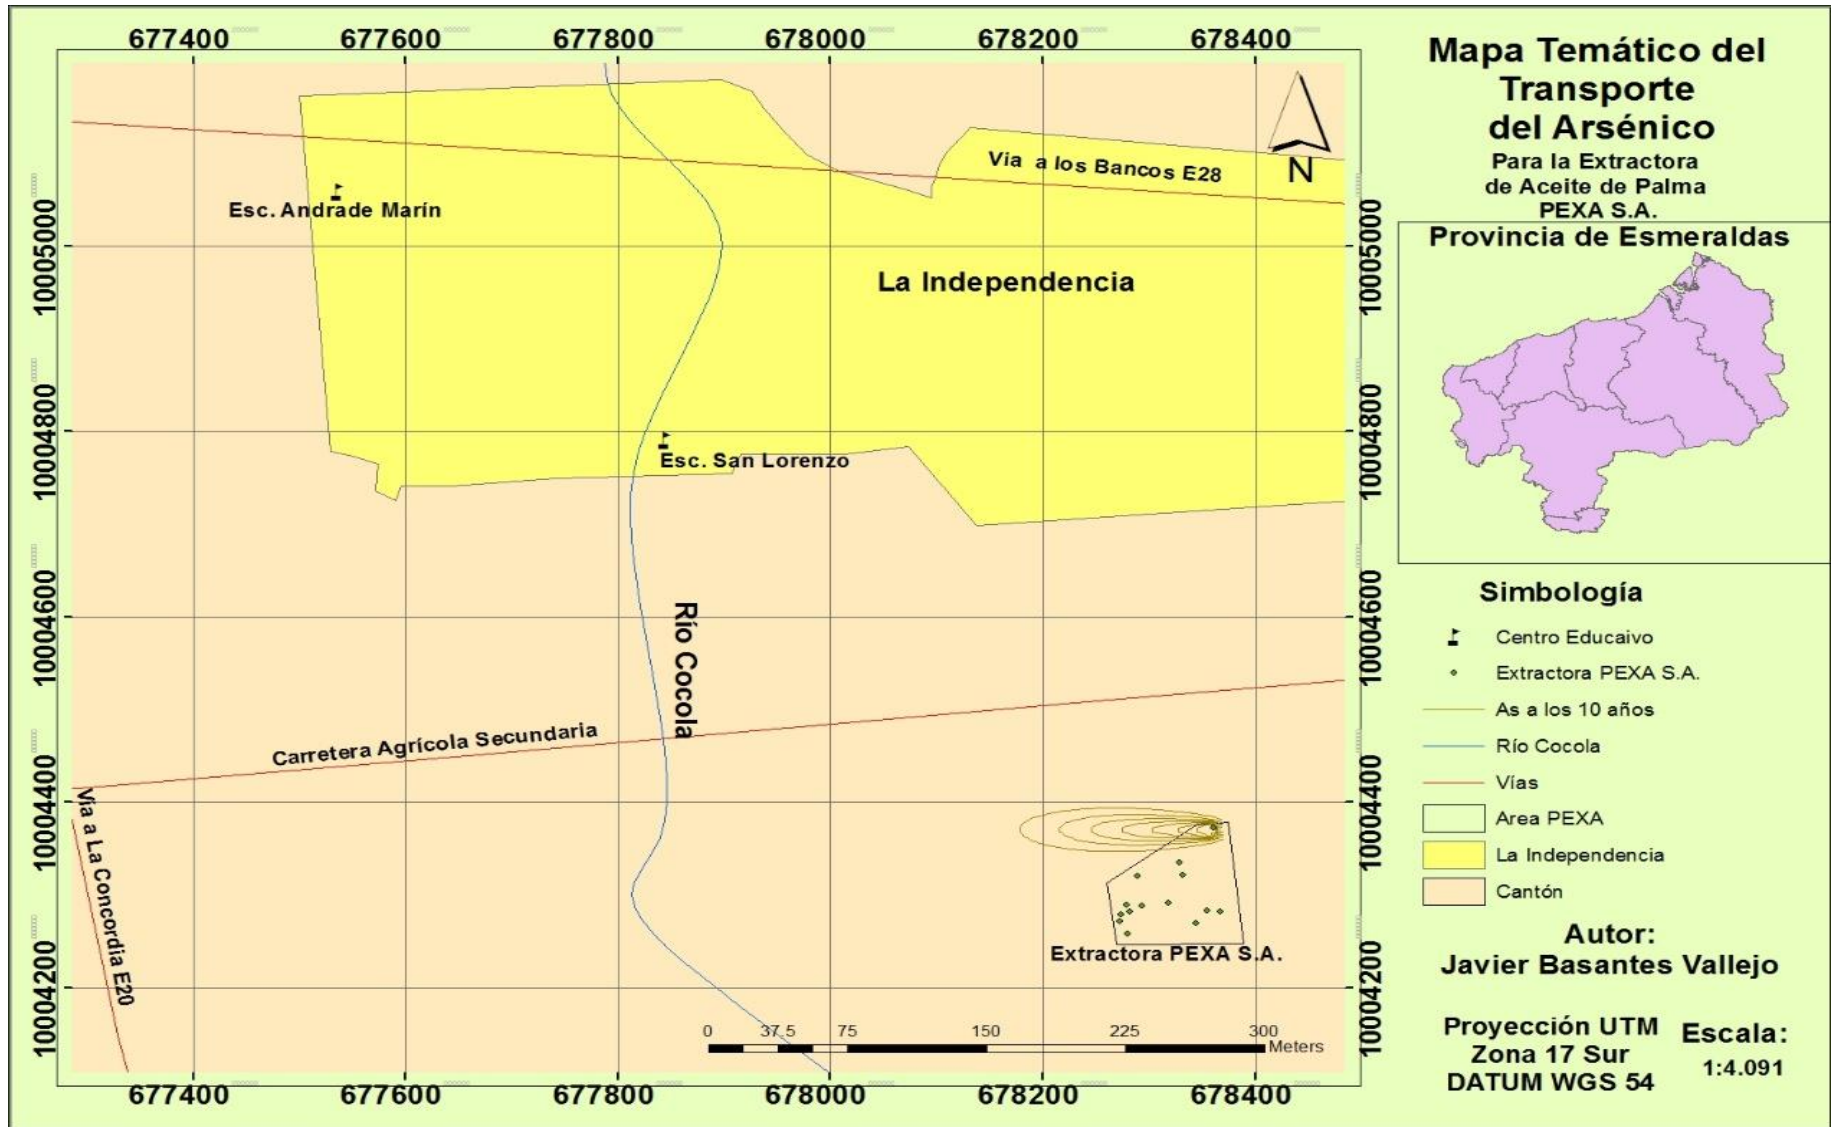 677400 677600 677800 678000 678200 678400
Mapa Temático del
Transporte
del Arsénico
Para la Extractora
de Aceite de Palma
PEXA S.A.
Provincia de Esmeraldas
N
Via a los Bancos E28
Esc. Andrade Marín
La Independencia
Esc. San Lorenzo
Río Cocola
Carretera Agrícola Secundaria
Vía a La Concordia E20
Extractora PEXA S.A.
10005000
10004800
10004600
10004400
10004200
10005000
10004800
10004600
10004400
10004200
0 37.5 75 150 225 300
Meters
677400 677600 677800 678000 678200 678400
Simbología
Centro Educaivo
Extractora PEXA S.A.
As a los 10 años
Río Cocola
Vías
Area PEXA
La Independencia
Cantón
Autor:
Javier Basantes Vallejo
Proyección UTM
Zona 17 Sur
DATUM WGS 54
Escala:
1:4.091